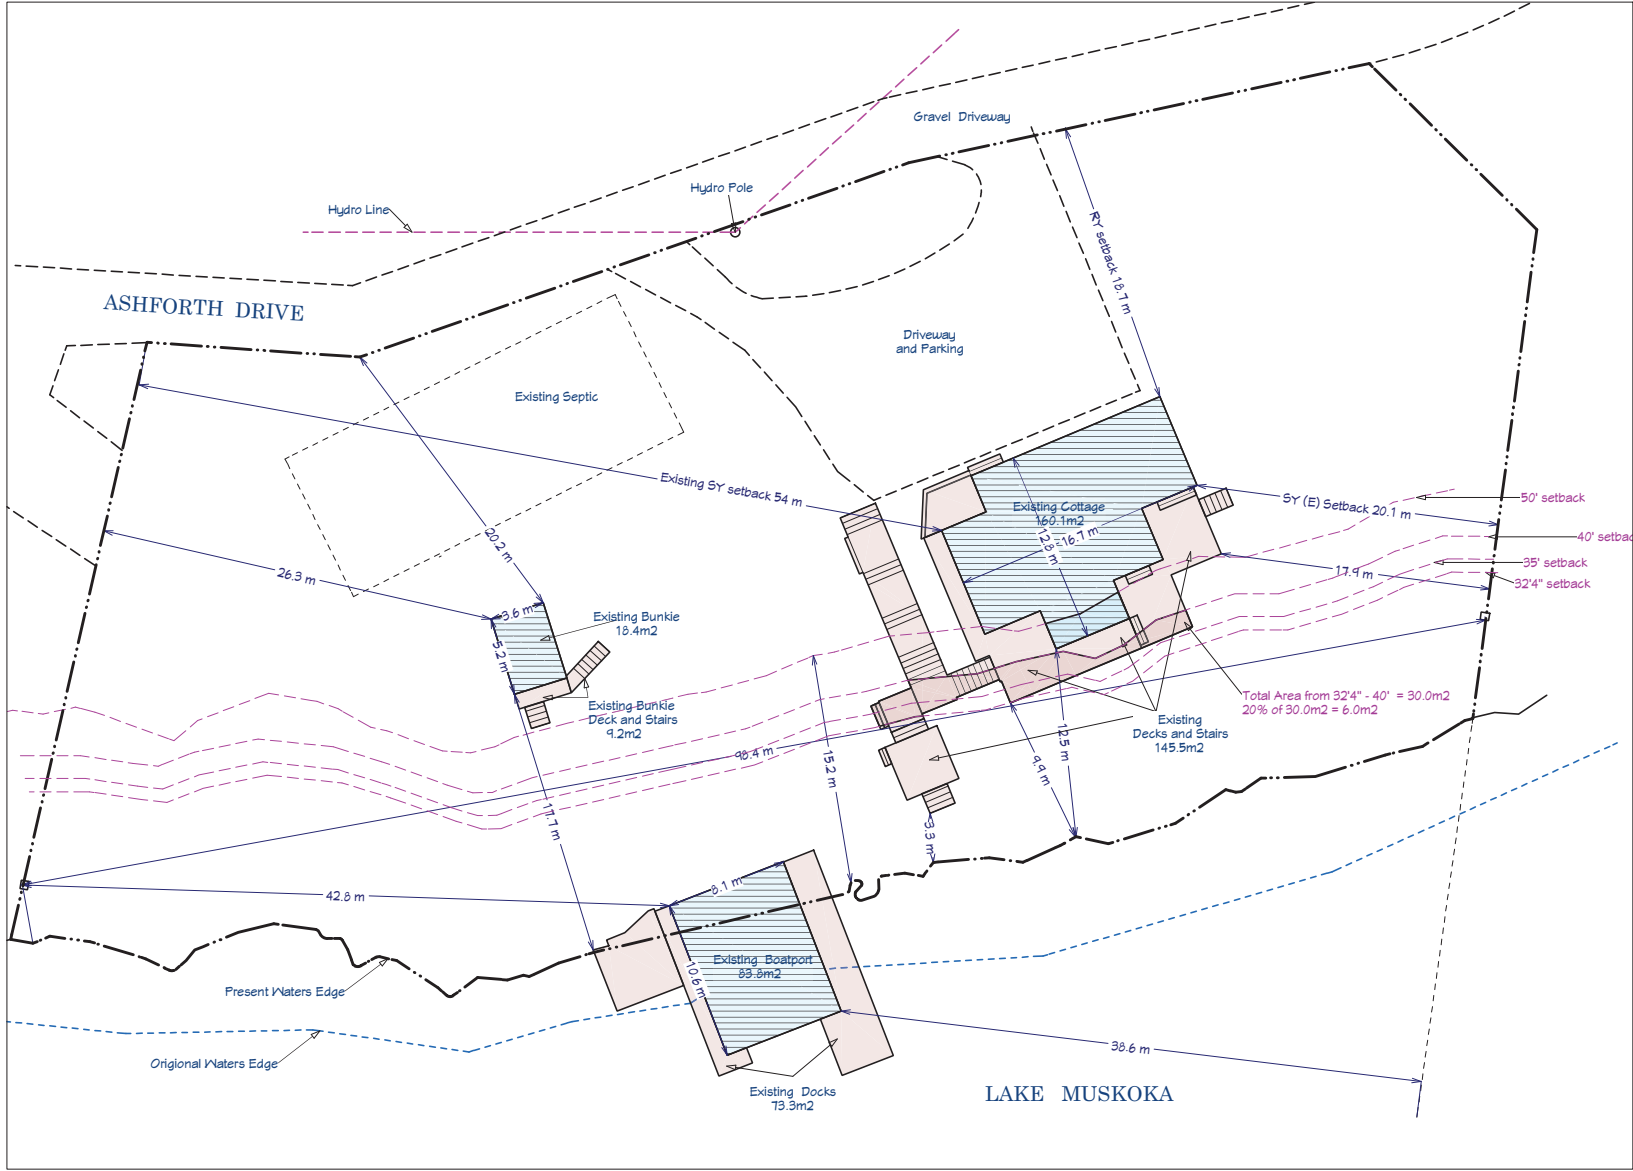 Gravel Driveway
Hydro Pole
Hydro Line
RY setback 18.7 m
ASHFORTH DRIVE
Driveway
and Parking
Existing Septic
Existing SY setback 54 m
50' setback
SY (E) Setback 20.1 m
Existing Cottage
160.1m2
16.7 m
12.8 m
40' setbac
35' setback
17.9 m
32'4" setback
20.2 m
26.3 m
3.6 m
5.2 m
Existing Bunkie
18.4m2
Existing Bunkie
Deck and Stairs
9.2m2
Total Area from 32'4" - 40' = 30.0m2
20% of 30.0m2 = 6.0m2
Existing
Decks and Stairs
145.5m2
98.4 m
15.2 m
12.5 m
9.9 m
3.3 m
17.7 m
42.8 m
8.1 m
10.6 m
Existing Boatport
83.8m2
Present Waters Edge
Origional Waters Edge
38.6 m
Existing Docks
73.3m2
LAKE MUSKOKA